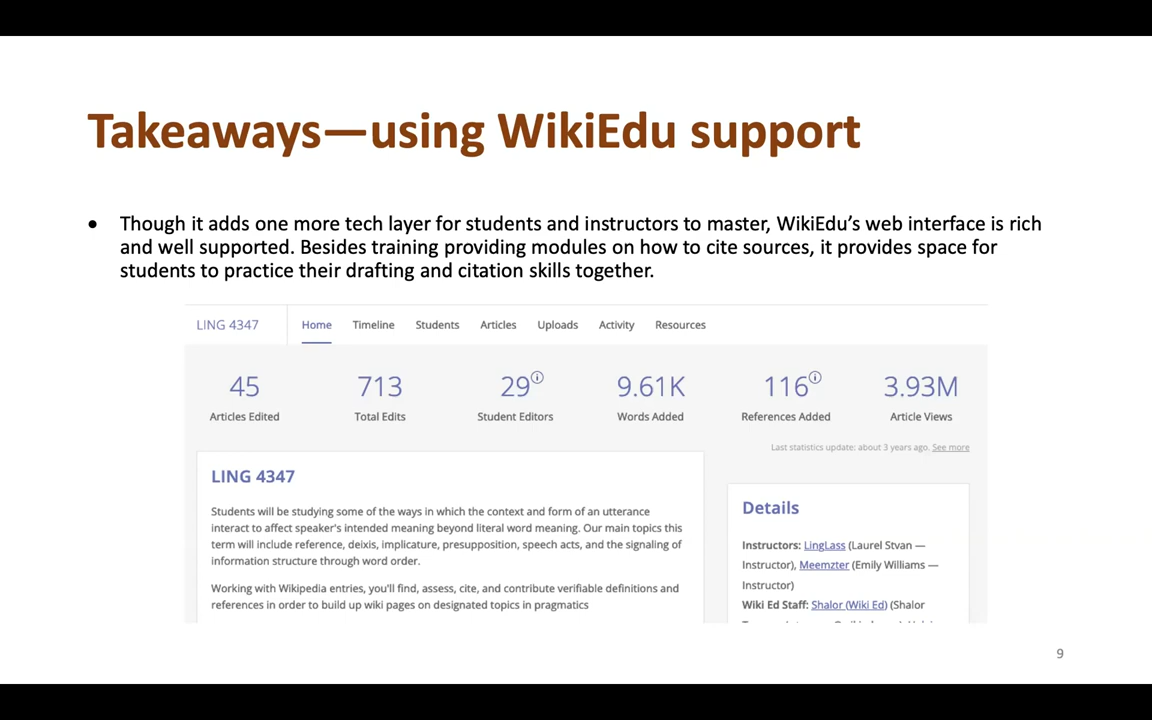 Takeaways—using WikiEdu support
• Though it adds one more tech layer for students and instructors to master, WikiEdu’s web interface is rich
and well supported. Besides training providing modules on how to cite sources, it provides space for
students to practice their drafting and citation skills together.
LING 4347 Home Timeline Students Articles Uploads Activity Resources
45 713 29 9.61K 116 3.93M
Articles Edited Total Edits Student Editors Words Added References Added Article Views
Last statistics update: about 3 years ago. See more
LING 4347
Students will be studying some of the ways in which the context and form of an utterance
interact to affect speaker's intended meaning beyond literal word meaning. Our main topics this
term will include reference, deixis, implicature, presupposition, speech acts, and the signaling of
information structure through word order.
Working with Wikipedia entries, you'll find, assess, cite, and contribute verifiable definitions and
references in order to build up wiki pages on designated topics in pragmatics
Details
Instructors: LingLass (Laurel Stvan —
Instructor), Meemzter (Emily Williams —
Instructor)
Wiki Ed Staff: Shalor (Wiki Ed) (Shalor
9